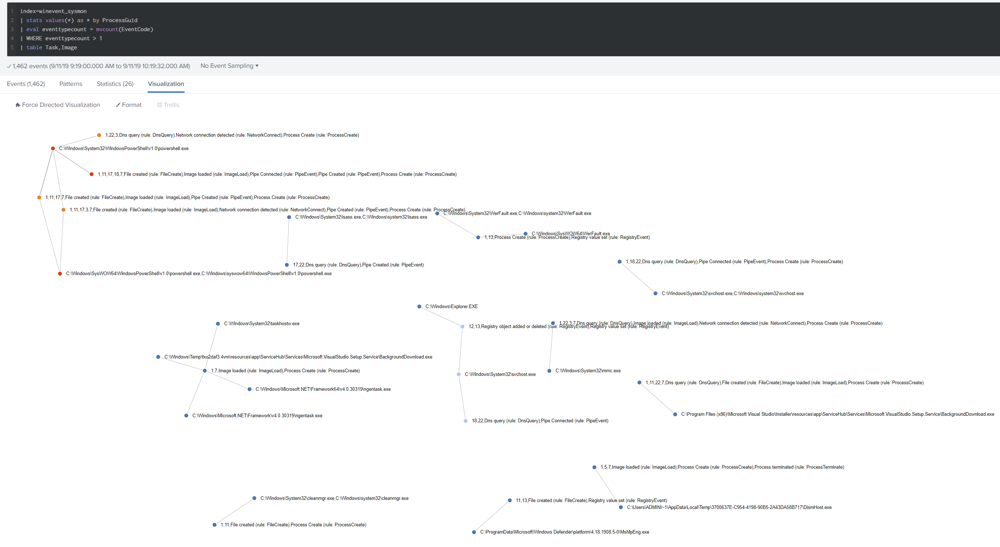 1 index=winevent_sysmon
2 | stats values(*) as * by ProcessGuid
3 | eval eventtypecount = mvcount(EventCode)
4 | WHERE eventtypecount > 1
5 | table Task,Image
1,462 events (9/11/19 9:19:00.000 AM to 9/11/19 10:19:32.000 AM) No Event Sampling
Events (1,462) Patterns Statistics (26) Visualization
Force Directed Visualization Format Trellis
1,22,3,Dns query (rule: DnsQuery),Network connection detected (rule: NetworkConnect),Process Create (rule: ProcessCreate)
C:\Windows\System32\WindowsPowerShell\v1.0\powershell.exe
1,11,17,18,7,File created (rule: FileCreate),Image loaded (rule: ImageLoad),Pipe Connected (rule: PipeEvent),Pipe Created (rule: PipeEvent),Process Create (rule: ProcessCreate)
1,11,17,7,File created (rule: FileCreate),Image loaded (rule: ImageLoad),Pipe Created (rule: PipeEvent),Process Create (rule: ProcessCreate)
1,11,17,3,7,File created (rule: FileCreate),Image loaded (rule: ImageLoad),Network connection detected (rule: NetworkConnect),Pipe Created (rule: PipeEvent),Process Create (rule: ProcessCreate)
C:\Windows\System32\WerFault.exe,C:\Windows\system32\WerFault.exe
C:\Windows\System32\lsass.exe,C:\Windows\system32\lsass.exe
C:\Windows\SysWOW64\WerFault.exe
1,13,Process Create (rule: ProcessCreate),Registry value set (rule: RegistryEvent)
1,18,22,Dns query (rule: DnsQuery),Pipe Connected (rule: PipeEvent),Process Create (rule: ProcessCreate)
17,22,Dns query (rule: DnsQuery),Pipe Created (rule: PipeEvent)
C:\Windows\SysWOW64\WindowsPowerShell\v1.0\powershell.exe,C:\Windows\syswow64\WindowsPowerShell\v1.0\powershell.exe
C:\Windows\System32\svchost.exe,C:\Windows\system32\svchost.exe
C:\Windows\Explorer.EXE
C:\Windows\System32\taskhostw.exe
1,22,3,7,Dns query (rule: DnsQuery),Image loaded (rule: ImageLoad),Network connection detected (rule: NetworkConnect),Process Create (rule: ProcessCreate)
12,13,Registry object added or deleted (rule: RegistryEvent),Registry value set (rule: RegistryEvent)
C:\Windows\Temp\fxo2daf3.4vm\resources\app\ServiceHub\Services\Microsoft.VisualStudio.Setup.Service\BackgroundDownload.exe
1,7,Image loaded (rule: ImageLoad),Process Create (rule: ProcessCreate)
C:\Windows\System32\mmc.exe
C:\Windows\System32\svchost.exe
1,11,22,7,Dns query (rule: DnsQuery),File created (rule: FileCreate),Image loaded (rule: ImageLoad),Process Create (rule: ProcessCreate)
C:\Windows\Microsoft.NET\Framework64\v4.0.30319\ngentask.exe
C:\Program Files (x86)\Microsoft Visual Studio\Installer\resources\app\ServiceHub\Services\Microsoft.VisualStudio.Setup.Service\BackgroundDownload.exe
C:\Windows\Microsoft.NET\Framework\v4.0.30319\ngentask.exe
18,22,Dns query (rule: DnsQuery),Pipe Connected (rule: PipeEvent)
1,5,7,Image loaded (rule: ImageLoad),Process Create (rule: ProcessCreate),Process terminated (rule: ProcessTerminate)
C:\Windows\System32\cleanmgr.exe,C:\Windows\system32\cleanmgr.exe
11,13,File created (rule: FileCreate),Registry value set (rule: RegistryEvent)
C:\Users\ADMINI~1\AppData\Local\Temp\3700637E-C954-4198-90B5-2A43DA58B717\DismHost.exe
1,11,File created (rule: FileCreate),Process Create (rule: ProcessCreate)
C:\ProgramData\Microsoft\Windows Defender\platform\4.18.1908.5-0\MsMpEng.exe